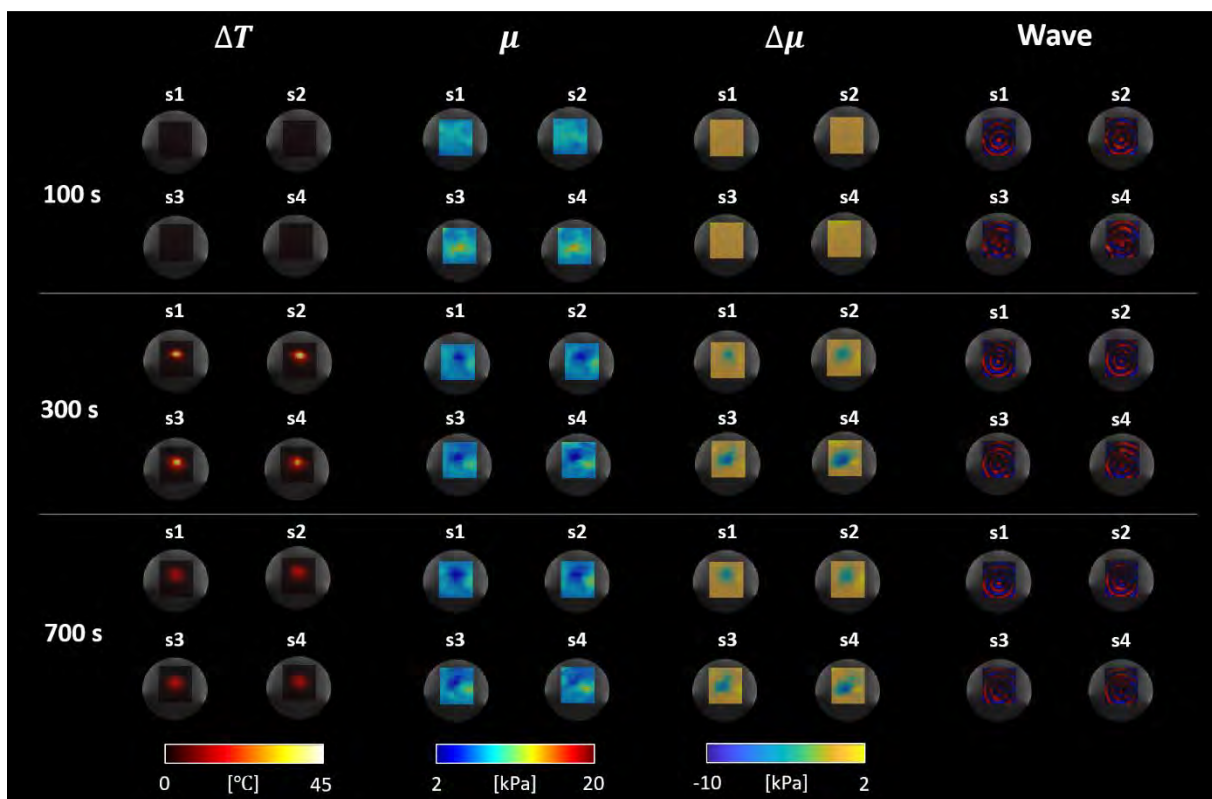 ΔT μ Δμ Wave
s1 s2 s1 s2 s1 s2 s1 s2
100 s
s3 s4 s3 s4 s3 s4 s3 s4
s1 s2 s1 s2 s1 s2 s1 s2
300 s
s3 s4 s3 s4 s3 s4 s3 s4
s1 s2 s1 s2 s1 s2 s1 s2
700 s
s3 s4 s3 s4 s3 s4 s3 s4
0 [°C] 45 2 [kPa] 20 -10 [kPa] 2